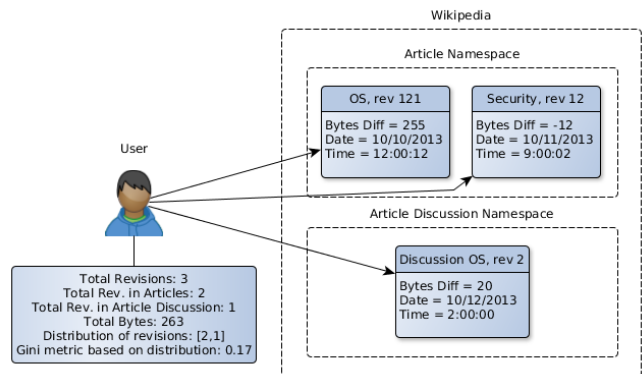 Wikipedia
Article Namespace
OS, rev 121
Bytes Diff = 255
Date = 10/10/2013
Time = 12:00:12
Security, rev 12
Bytes Diff = -12
Date = 10/11/2013
Time = 9:00:02
User
Article Discussion Namespace
Discussion OS, rev 2
Bytes Diff = 20
Date = 10/12/2013
Time = 2:00:00
Total Revisions: 3
Total Rev. in Articles: 2
Total Rev. in Article Discussion: 1
Total Bytes: 263
Distribution of revisions: [2,1]
Gini metric based on distribution: 0.17